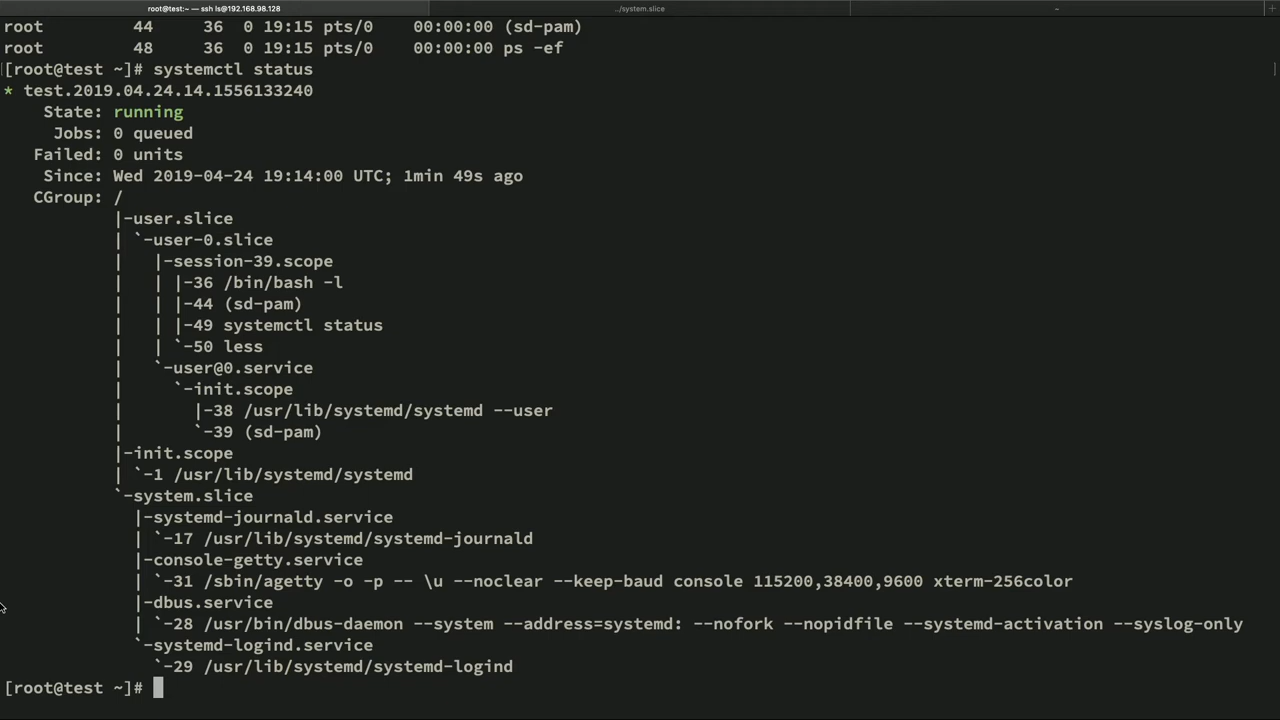 root@test:~ — ssh ls@192.168.98.128
../system.slice
~
+
root         44     36  0 19:15 pts/0    00:00:00 (sd-pam)
root         48     36  0 19:15 pts/0    00:00:00 ps -ef
[root@test ~]# systemctl status
* test.2019.04.24.14.1556133240
    State: running
     Jobs: 0 queued
   Failed: 0 units
    Since: Wed 2019-04-24 19:14:00 UTC; 1min 49s ago
   CGroup: /
           |-user.slice
           | `-user-0.slice
           |   |-session-39.scope
           |   | |-36 /bin/bash -l
           |   | |-44 (sd-pam)
           |   | |-49 systemctl status
           |   | `-50 less
           |   `-user@0.service
           |     `-init.scope
           |       |-38 /usr/lib/systemd/systemd --user
           |       `-39 (sd-pam)
           |-init.scope
           | `-1 /usr/lib/systemd/systemd
           `-system.slice
             |-systemd-journald.service
             | `-17 /usr/lib/systemd/systemd-journald
             |-console-getty.service
             | `-31 /sbin/agetty -o -p -- \u --noclear --keep-baud console 115200,38400,9600 xterm-256color
             |-dbus.service
             | `-28 /usr/bin/dbus-daemon --system --address=systemd: --nofork --nopidfile --systemd-activation --syslog-only
             `-systemd-logind.service
               `-29 /usr/lib/systemd/systemd-logind
[root@test ~]#